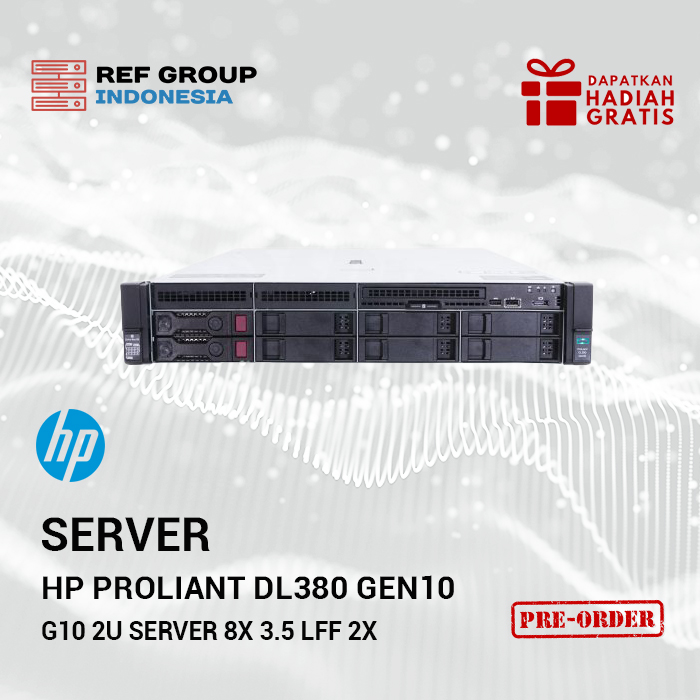 REF GROUP
INDONESIA
DAPATKAN
HADIAH
GRATIS
hp
SERVER
HP PROLIANT DL380 GEN10
G10 2U SERVER 8X 3.5 LFF 2X
PRE-ORDER